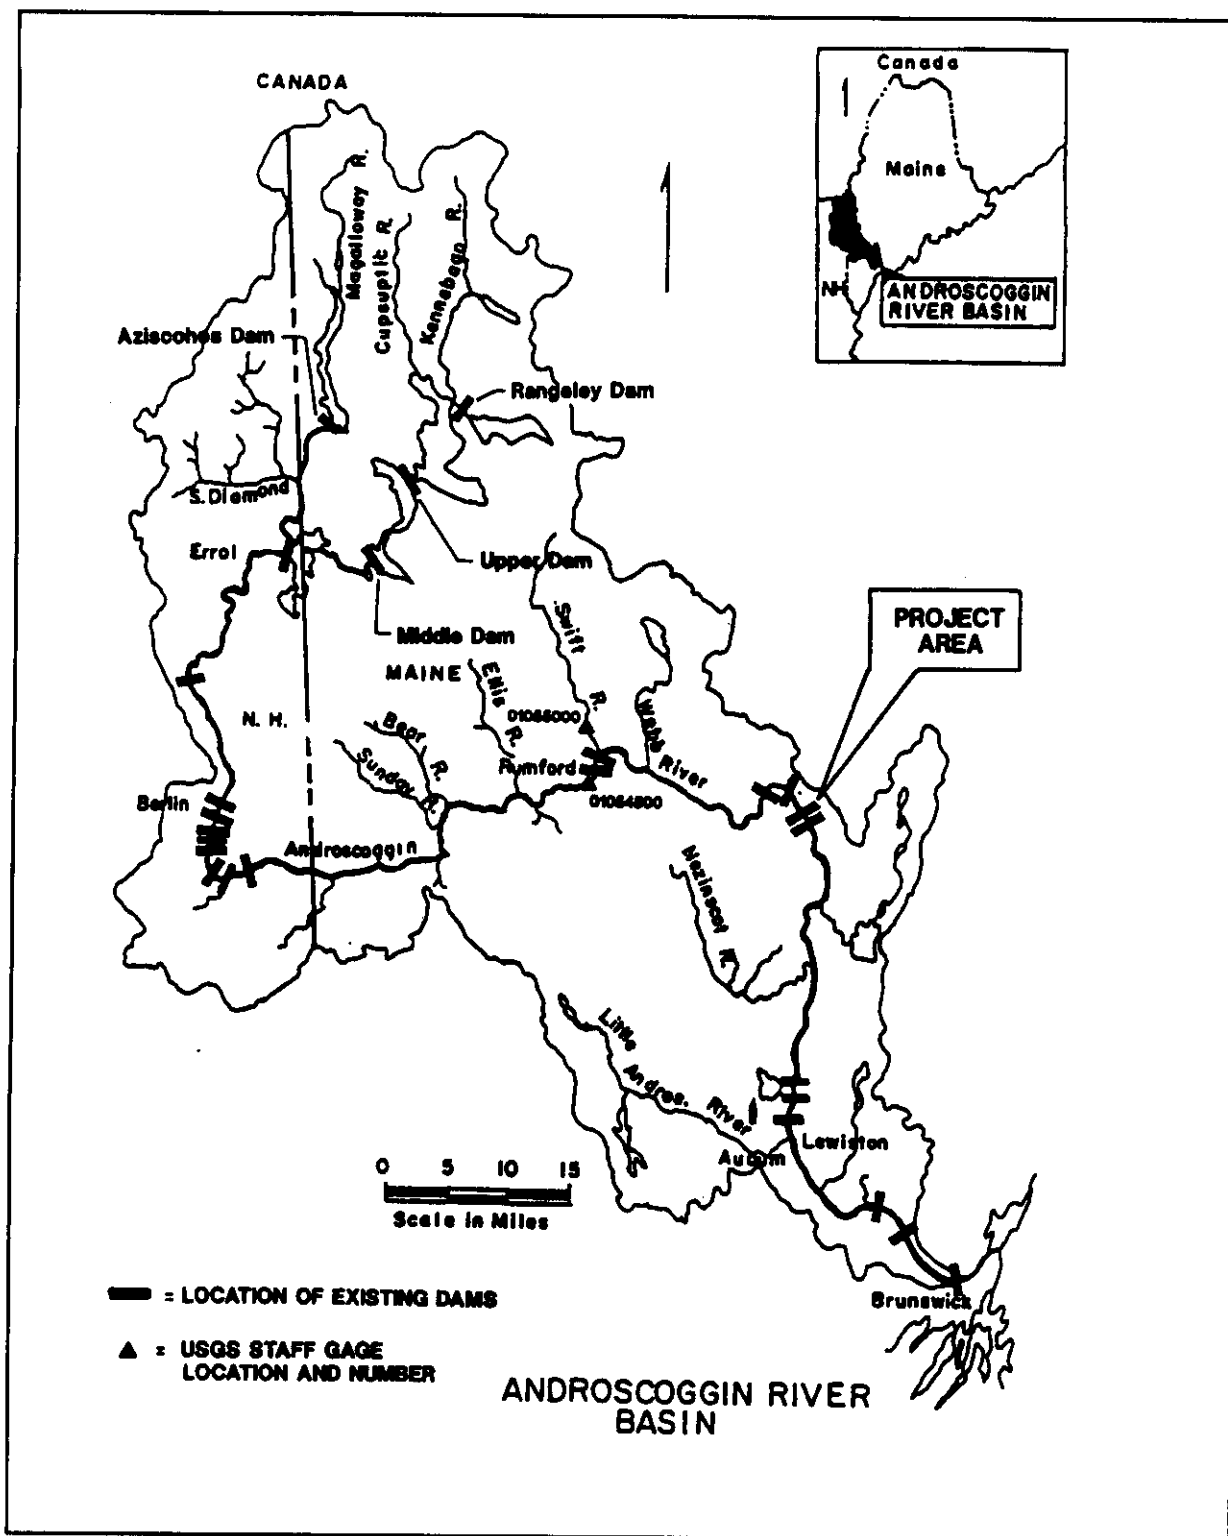 CANADA
Canada
Maine
NH
ANDROSCOGGIN
RIVER BASIN
Magalloway R.
Cupsuptic R.
Kennebago R.
Aziscohos Dam
Rangeley Dam
S. Diamond
Errol
Upper Dam
Middle Dam
MAINE
N. H.
Swift R.
Ellis R.
Bear R.
Sunday R.
01055000
Rumford
01054500
Webb
River
PROJECT
AREA
Berlin
Androscoggin
Nezinscot R.
Little
Andros. River
Lewiston
Brunswick
0 5 10 15
Scale in Miles
= LOCATION OF EXISTING DAMS
= USGS STAFF GAGE
LOCATION AND NUMBER
ANDROSCOGGIN RIVER
BASIN